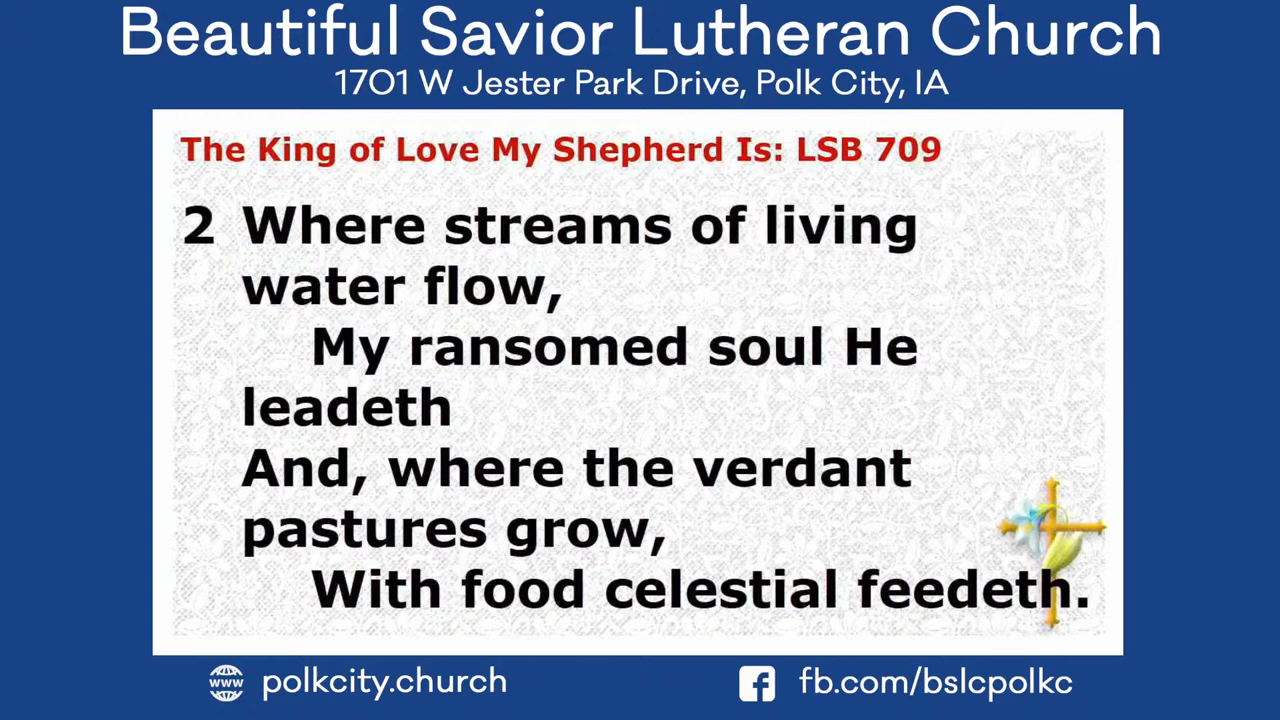 Beautiful Savior Lutheran Church
1701 W Jester Park Drive, Polk City, IA
The King of Love My Shepherd Is: LSB 709
2 Where streams of living
water flow,
My ransomed soul He
leadeth
And, where the verdant
pastures grow,
With food celestial feedeth.
www polkcity.church
f fb.com/bslcpolkc